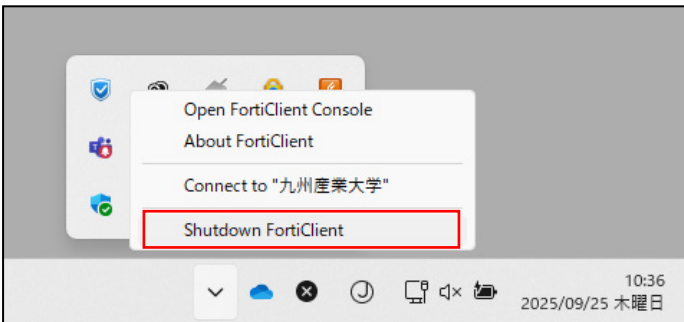 Open FortiClient Console
About FortiClient
Connect to "九州産業大学"
Shutdown FortiClient
10:36
2025/09/25 木曜日